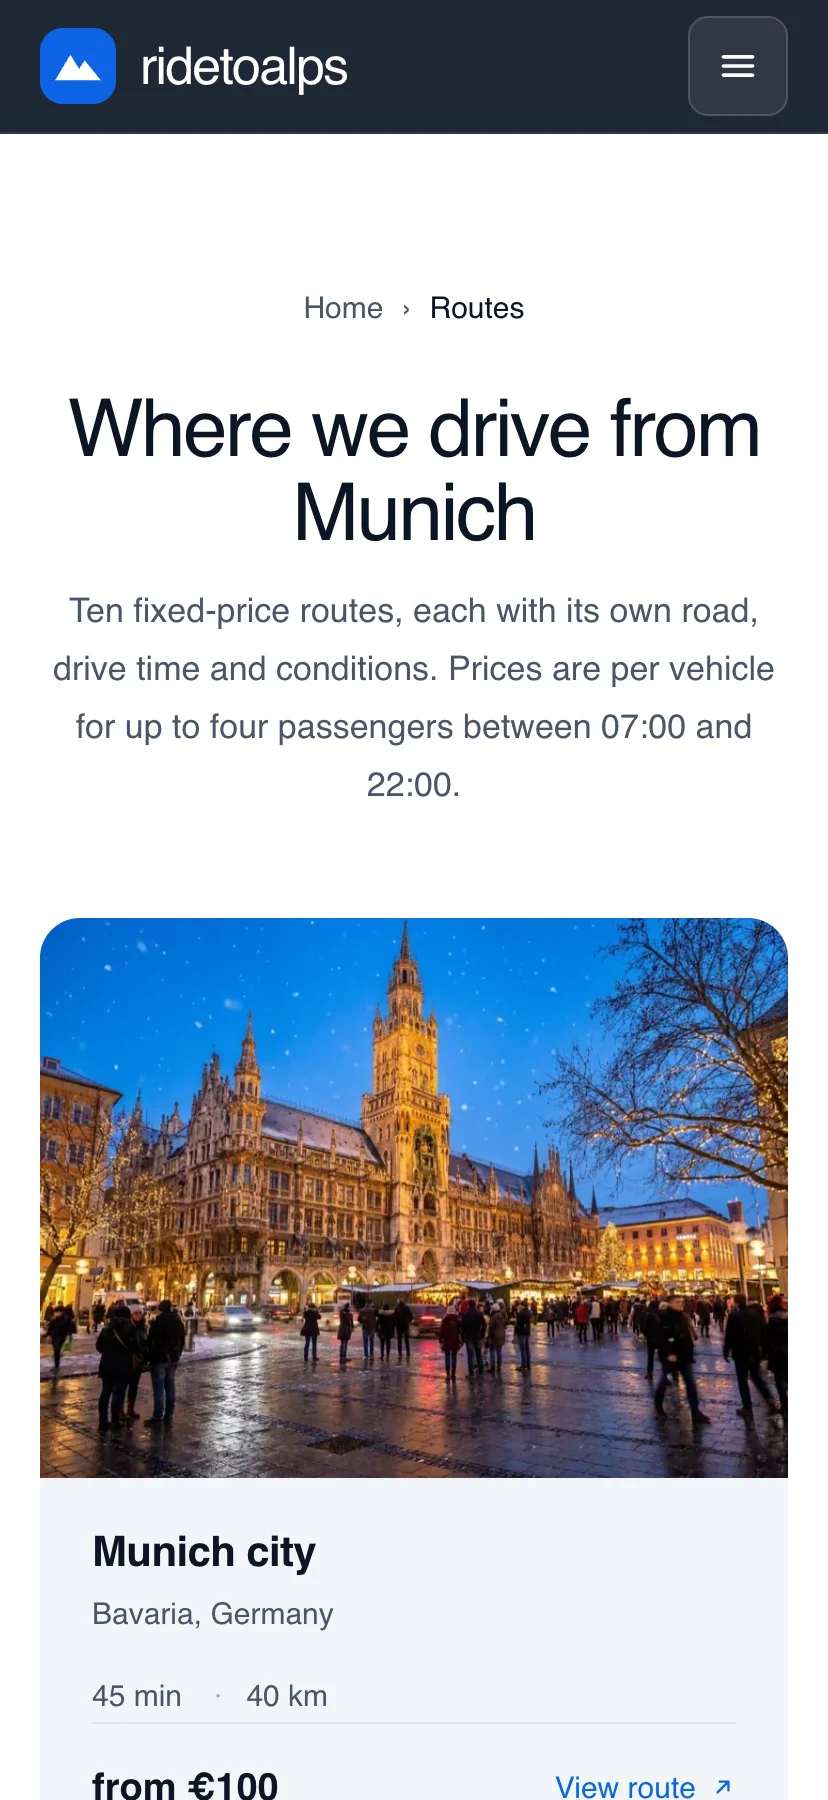 ridetoalps
Home › Routes
Where we drive from
Munich
Ten fixed-price routes, each with its own road,
drive time and conditions. Prices are per vehicle
for up to four passengers between 07:00 and
22:00.
Munich city
Bavaria, Germany
45 min · 40 km
from €100
View route ↗